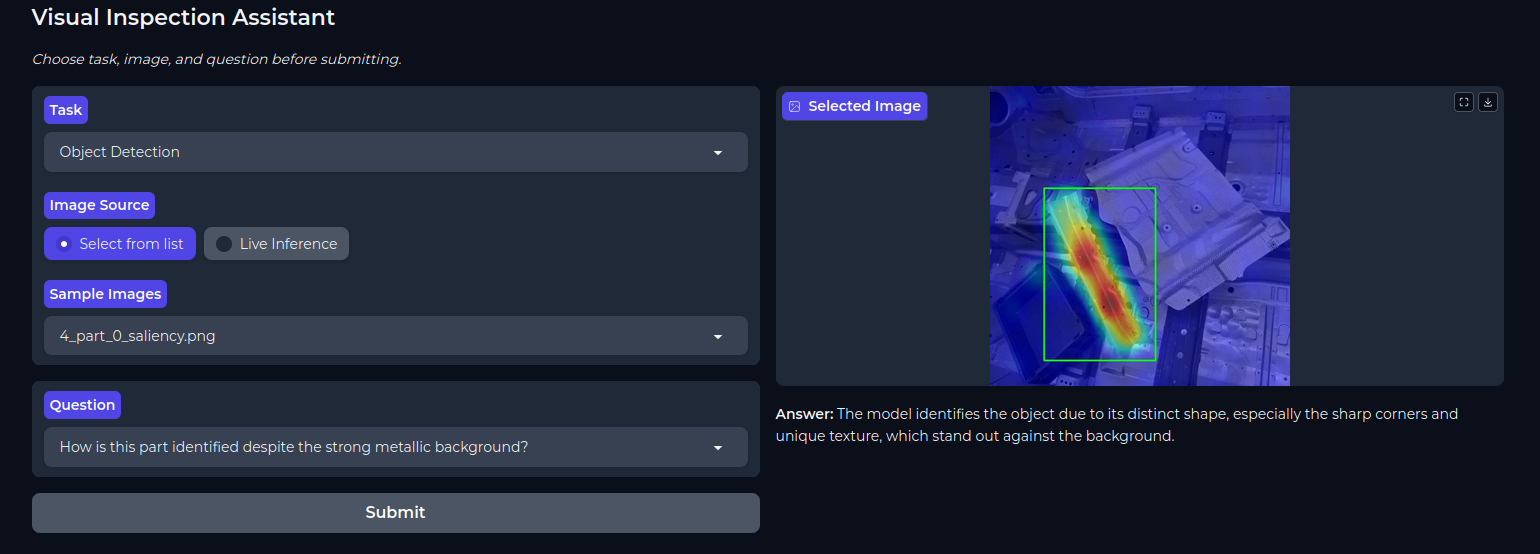 Visual Inspection Assistant
Choose task, image, and question before submitting.
Task
Object Detection
Image Source
Select from list
Live Inference
Sample Images
4_part_0_saliency.png
Question
How is this part identified despite the strong metallic background?
Submit
Selected Image
Answer: The model identifies the object due to its distinct shape, especially the sharp corners and
unique texture, which stand out against the background.